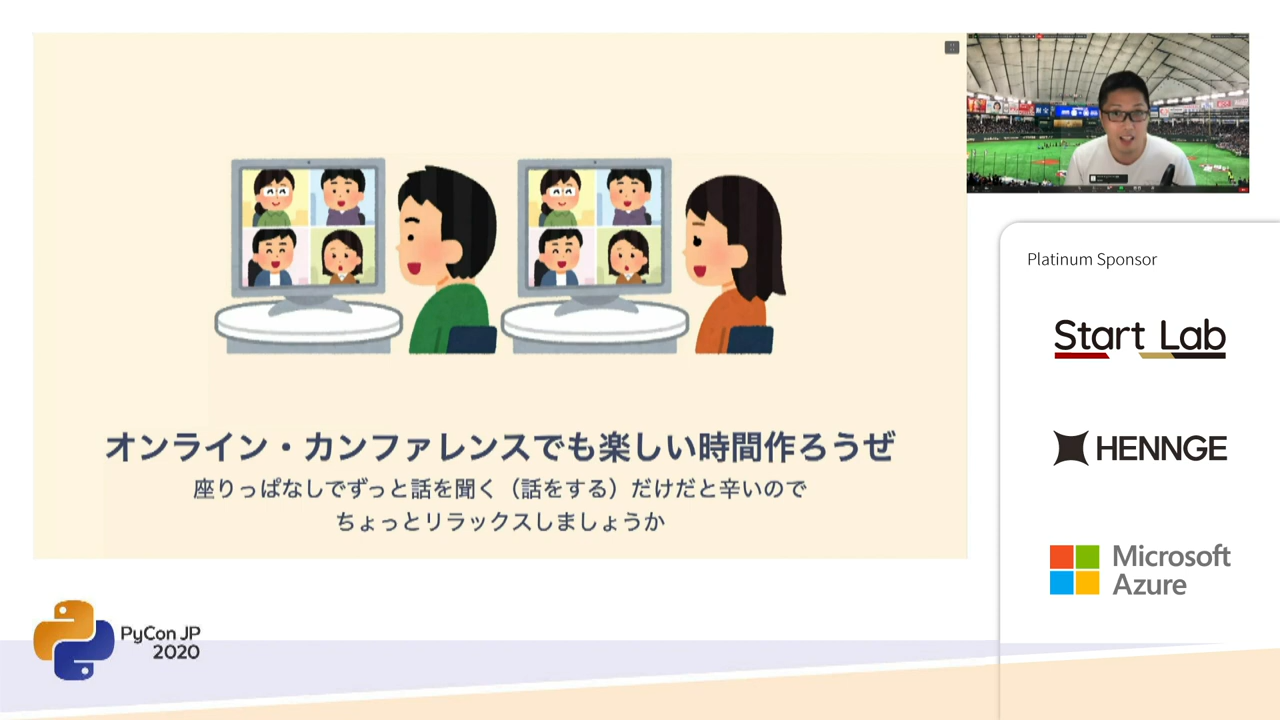 オンライン・カンファレンスでも楽しい時間作ろうぜ
座りっぱなしでずっと話を聞く（話をする）だけだと辛いので
ちょっとリラックスしましょうか
Platinum Sponsor
Start Lab
HENNGE
Microsoft
Azure
PyCon JP
2020